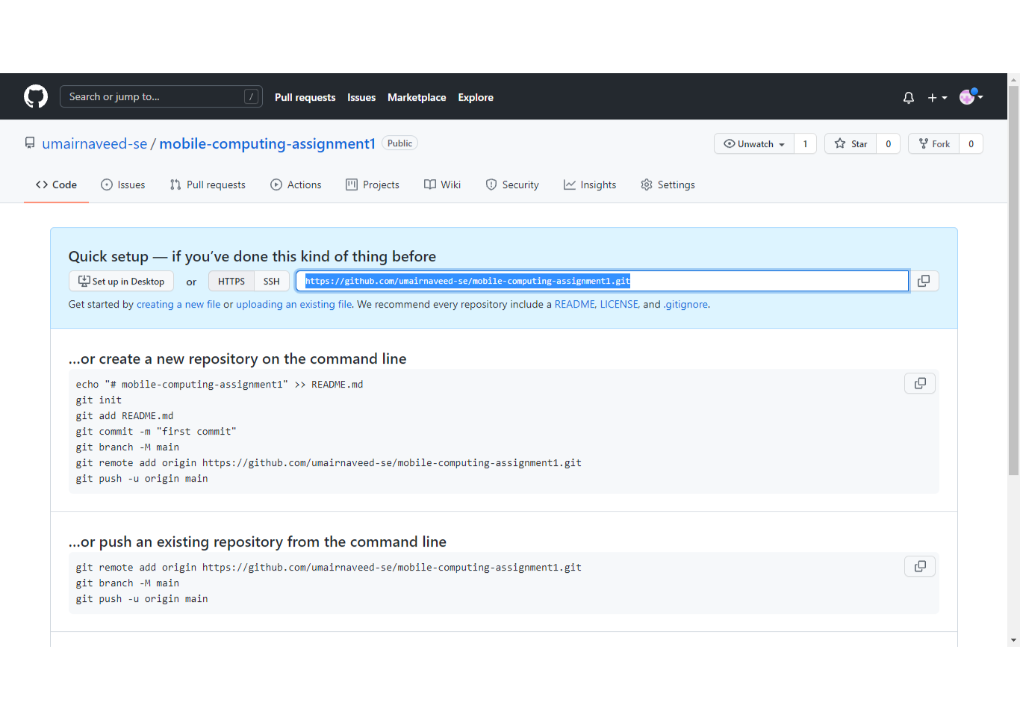 Search or jump to... / Pull requests Issues Marketplace Explore
umairnaveed-se / mobile-computing-assignment1 Public Unwatch 1 Star 0 Fork 0
Code Issues Pull requests Actions Projects Wiki Security Insights Settings
Quick setup — if you’ve done this kind of thing before
Set up in Desktop or HTTPS SSH https://github.com/umairnaveed-se/mobile-computing-assignment1.git
Get started by creating a new file or uploading an existing file. We recommend every repository include a README, LICENSE, and .gitignore.
…or create a new repository on the command line
echo "# mobile-computing-assignment1" >> README.md
git init
git add README.md
git commit -m "first commit"
git branch -M main
git remote add origin https://github.com/umairnaveed-se/mobile-computing-assignment1.git
git push -u origin main
…or push an existing repository from the command line
git remote add origin https://github.com/umairnaveed-se/mobile-computing-assignment1.git
git branch -M main
git push -u origin main